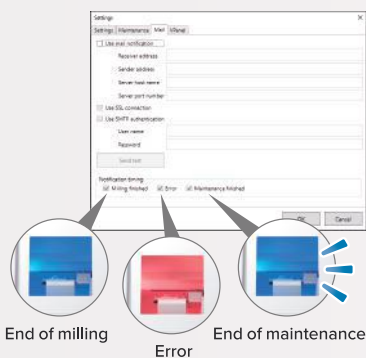 Settings
Settings Maintenance Mail VPanel
Use mail notification
Receiver address
Sender address
Server host name
Server port number
Use SSL connection
Use SMTP authentication
User name
Password
Send test
Notification timing
Milling finished Error Maintenance finished
OK Cancel
End of milling
Error
End of maintenance